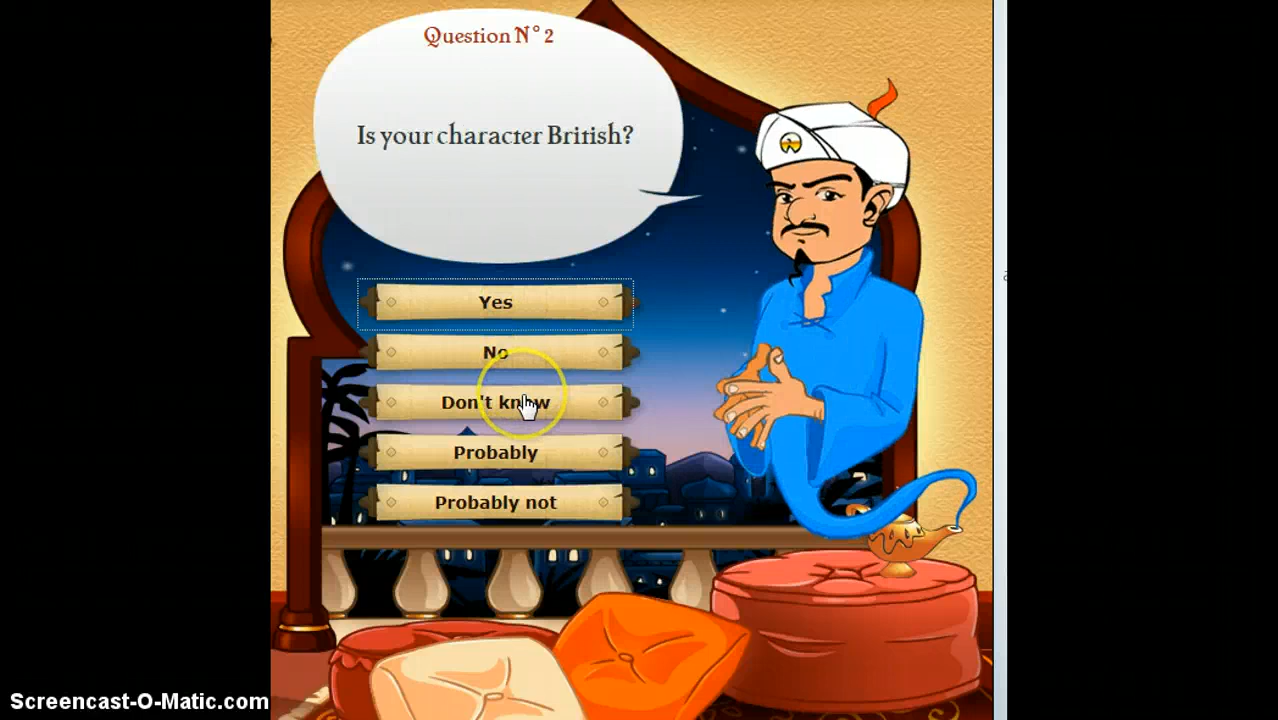 Question N° 2
Is your character British?
Yes
No
Don't know
Probably
Probably not
Screencast-O-Matic.com